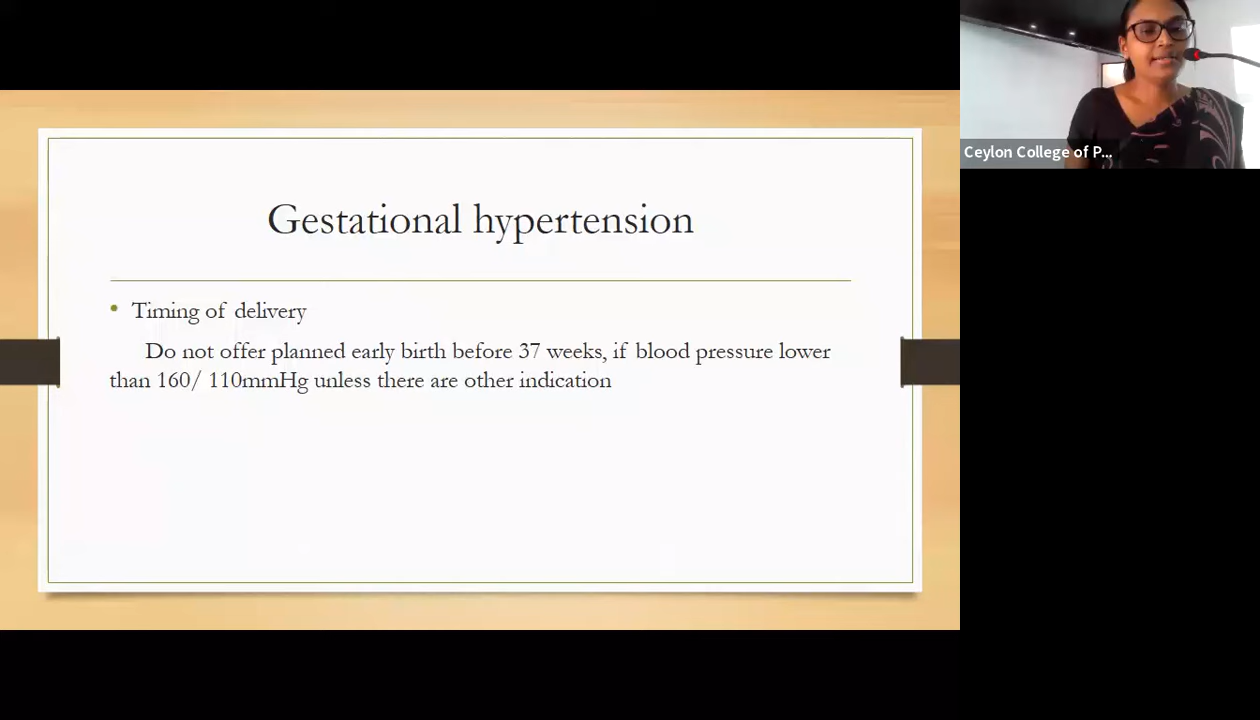 Gestational hypertension
• Timing of delivery
Do not offer planned early birth before 37 weeks, if blood pressure lower
than 160/ 110mmHg unless there are other indication
Ceylon College of P...